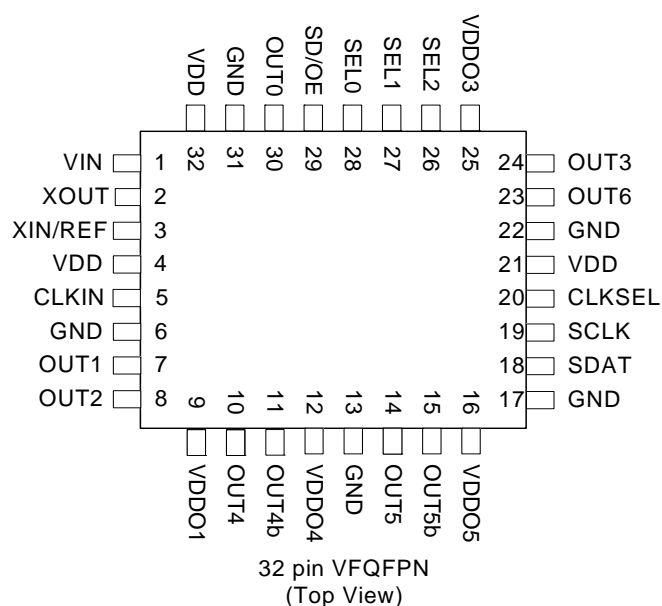 VDD
GND
OUT0
SD/OE
SEL0
SEL1
SEL2
VDDO3
32
31
30
29
28
27
26
25
VIN 1
XOUT 2
XIN/REF 3
VDD 4
CLKIN 5
GND 6
OUT1 7
OUT2 8
24 OUT3
23 OUT6
22 GND
21 VDD
20 CLKSEL
19 SCLK
18 SDAT
17 GND
9
10
11
12
13
14
15
16
VDDO1
OUT4
OUT4b
VDDO4
GND
OUT5
OUT5b
VDDO5
32 pin VFQFPN
(Top View)